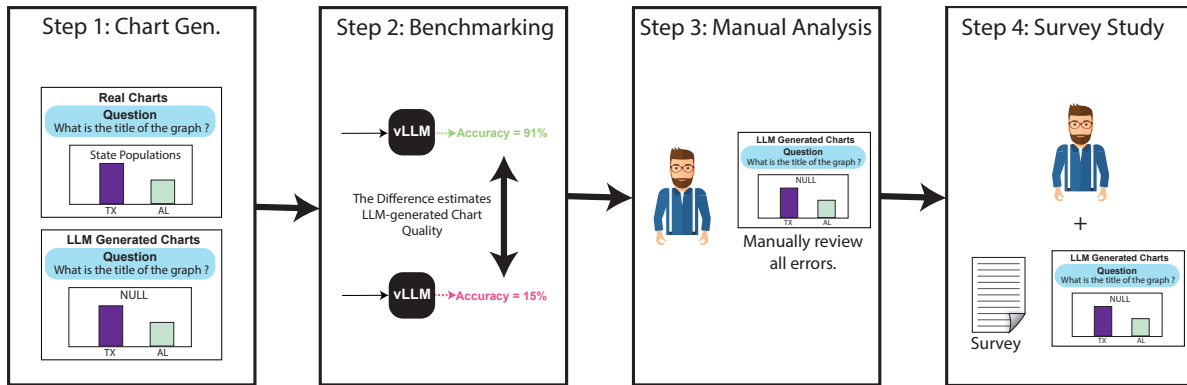 Step 1: Chart Gen.
Real Charts
Question
What is the title of the graph ?
State Populations
TX AL
LLM Generated Charts
Question
What is the title of the graph ?
NULL
TX AL
Step 2: Benchmarking
vLLM
Accuracy = 91%
The Difference estimates
LLM-generated Chart
Quality
vLLM
Accuracy = 15%
Step 3: Manual Analysis
LLM Generated Charts
Question
What is the title of the graph ?
NULL
TX AL
Manually review
all errors.
Step 4: Survey Study
+
Survey
LLM Generated Charts
Question
What is the title of the graph ?
NULL
TX AL